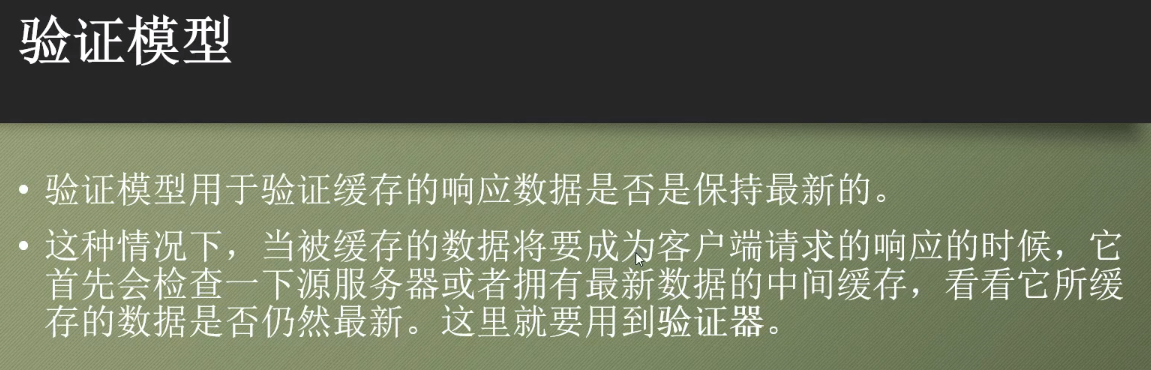 验证模型
• 验证模型用于验证缓存的响应数据是否是保持最新的。
• 这种情况下，当被缓存的数据将要成为客户端请求的响应的时候，它
首先会检查一下源服务器或者拥有最新数据的中间缓存，看看它所缓
存的数据是否仍然最新。这里就要用到验证器。